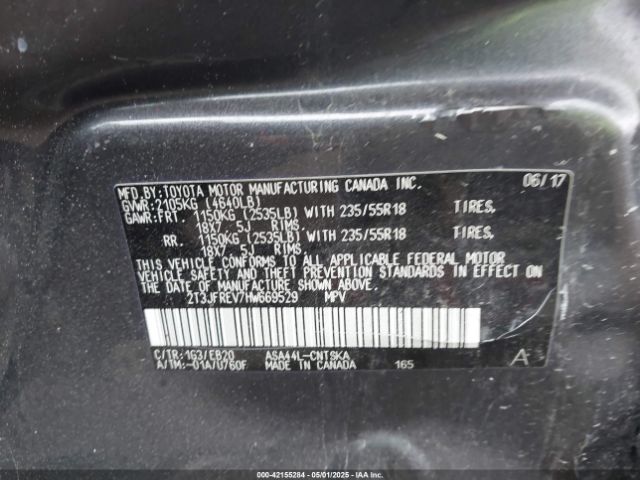 MFD.BY:TOYOTA MOTOR MANUFACTURING CANADA INC. 06/17
GVWR:2105KG (4640LB)
GAWR:FRT. 1150KG (2535LB) WITH 235/55R18 TIRES,
18X7 .5J RIMS,
RR. 1150KG (2535LB) WITH 235/55R18 TIRES,
18X7 .5J RIMS,
THIS VEHICLE CONFORMS TO ALL APPLICABLE FEDERAL MOTOR
VEHICLE SAFETY AND THEFT PREVENTION STANDARDS IN EFFECT ON
THE DATE OF MANUFACTURE SHOWN ABOVE.
2T3JFREV7HW669529 MPV
C/TR:1G3/EB20 ASA44L-CNTSKA
A/TM:-01A/U760F MADE IN CANADA 165 A
000-42155284 - 05/01/2025 - IAAI.COM